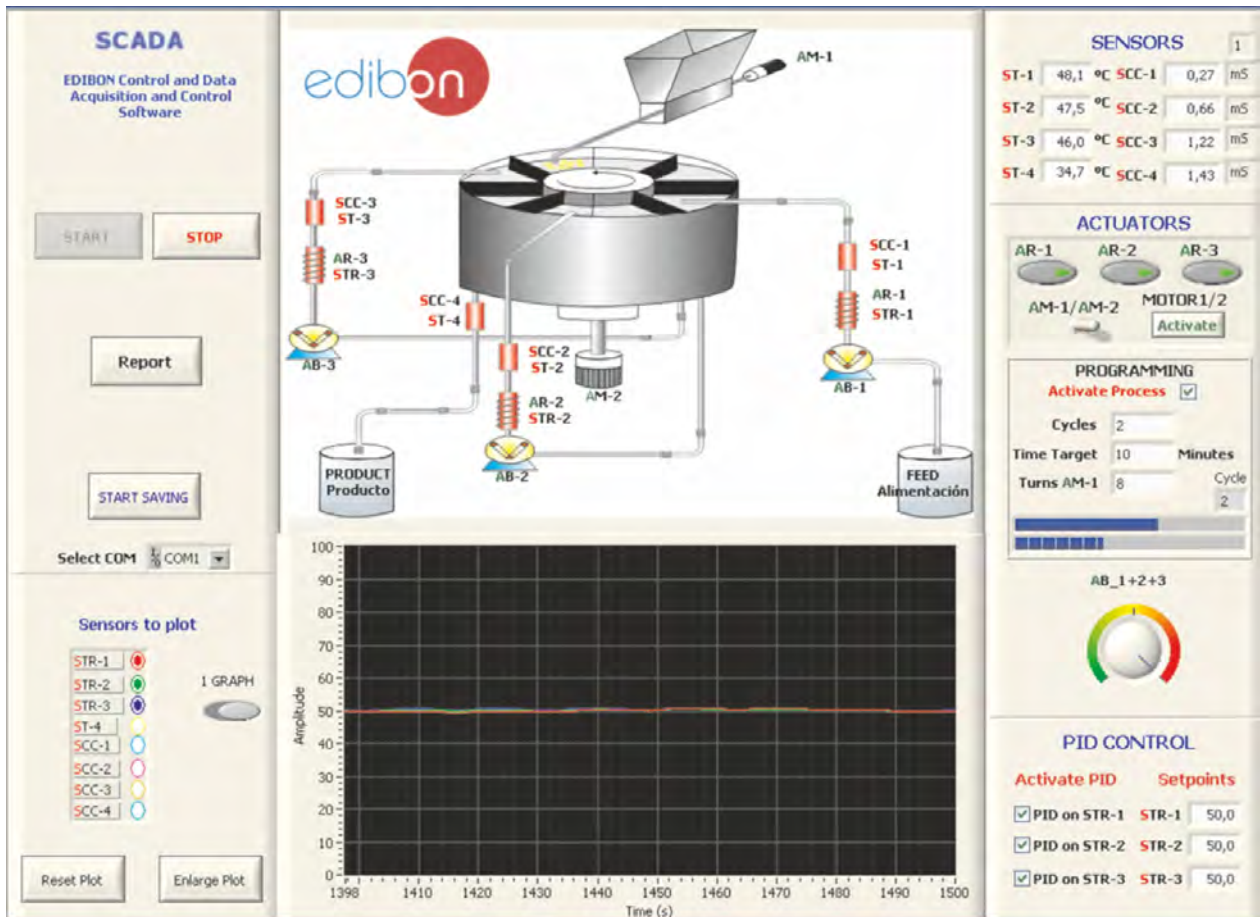 SCADA
EDIBON Control and Data
Acquisition and Control
Software
START
STOP
Report
START SAVING
Select COM
COM1
Sensors to plot
STR-1
STR-2
STR-3
ST-4
SCC-1
SCC-2
SCC-3
SCC-4
1 GRAPH
Reset Plot
Enlarge Plot
edibon
AM-1
SCC-3
ST-3
AR-3
STR-3
AB-3
SCC-4
ST-4
SCC-2
ST-2
AR-2
STR-2
AB-2
AM-2
SCC-1
ST-1
AR-1
STR-1
AB-1
PRODUCT
Producto
FEED
Alimentación
Amplitude
100
90
80
70
60
50
40
30
20
10
0
1398 1410 1420 1430 1440 1450 1460 1470 1480 1490 1500
Time (s)
SENSORS 1
ST-1 48,1 ºC SCC-1 0,27 mS
ST-2 47,5 ºC SCC-2 0,66 mS
ST-3 46,0 ºC SCC-3 1,22 mS
ST-4 34,7 ºC SCC-4 1,43 mS
ACTUATORS
AR-1 AR-2 AR-3
AM-1/AM-2
MOTOR1/2
Activate
PROGRAMMING
Activate Process
Cycles 2
Time Target 10 Minutes
Turns AM-1 8
Cycle
2
AB_1+2+3
PID CONTROL
Activate PID Setpoints
PID on STR-1 STR-1 50,0
PID on STR-2 STR-2 50,0
PID on STR-3 STR-3 50,0